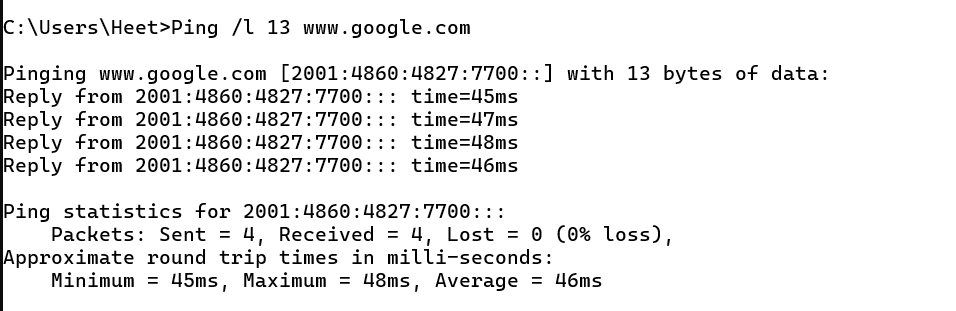 C:\Users\Heet>Ping /l 13 www.google.com
Pinging www.google.com [2001:4860:4827:7700::] with 13 bytes of data:
Reply from 2001:4860:4827:7700::: time=45ms
Reply from 2001:4860:4827:7700::: time=47ms
Reply from 2001:4860:4827:7700::: time=48ms
Reply from 2001:4860:4827:7700::: time=46ms
Ping statistics for 2001:4860:4827:7700:::
    Packets: Sent = 4, Received = 4, Lost = 0 (0% loss),
Approximate round trip times in milli-seconds:
    Minimum = 45ms, Maximum = 48ms, Average = 46ms